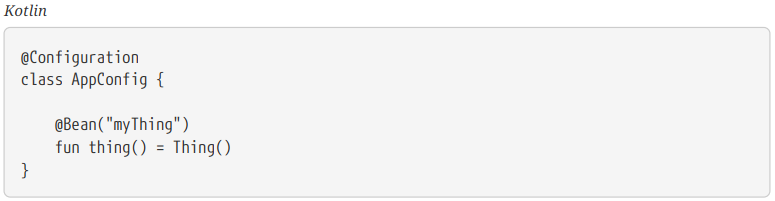 Kotlin
@Configuration
class AppConfig {
    @Bean("myThing")
    fun thing() = Thing()
}